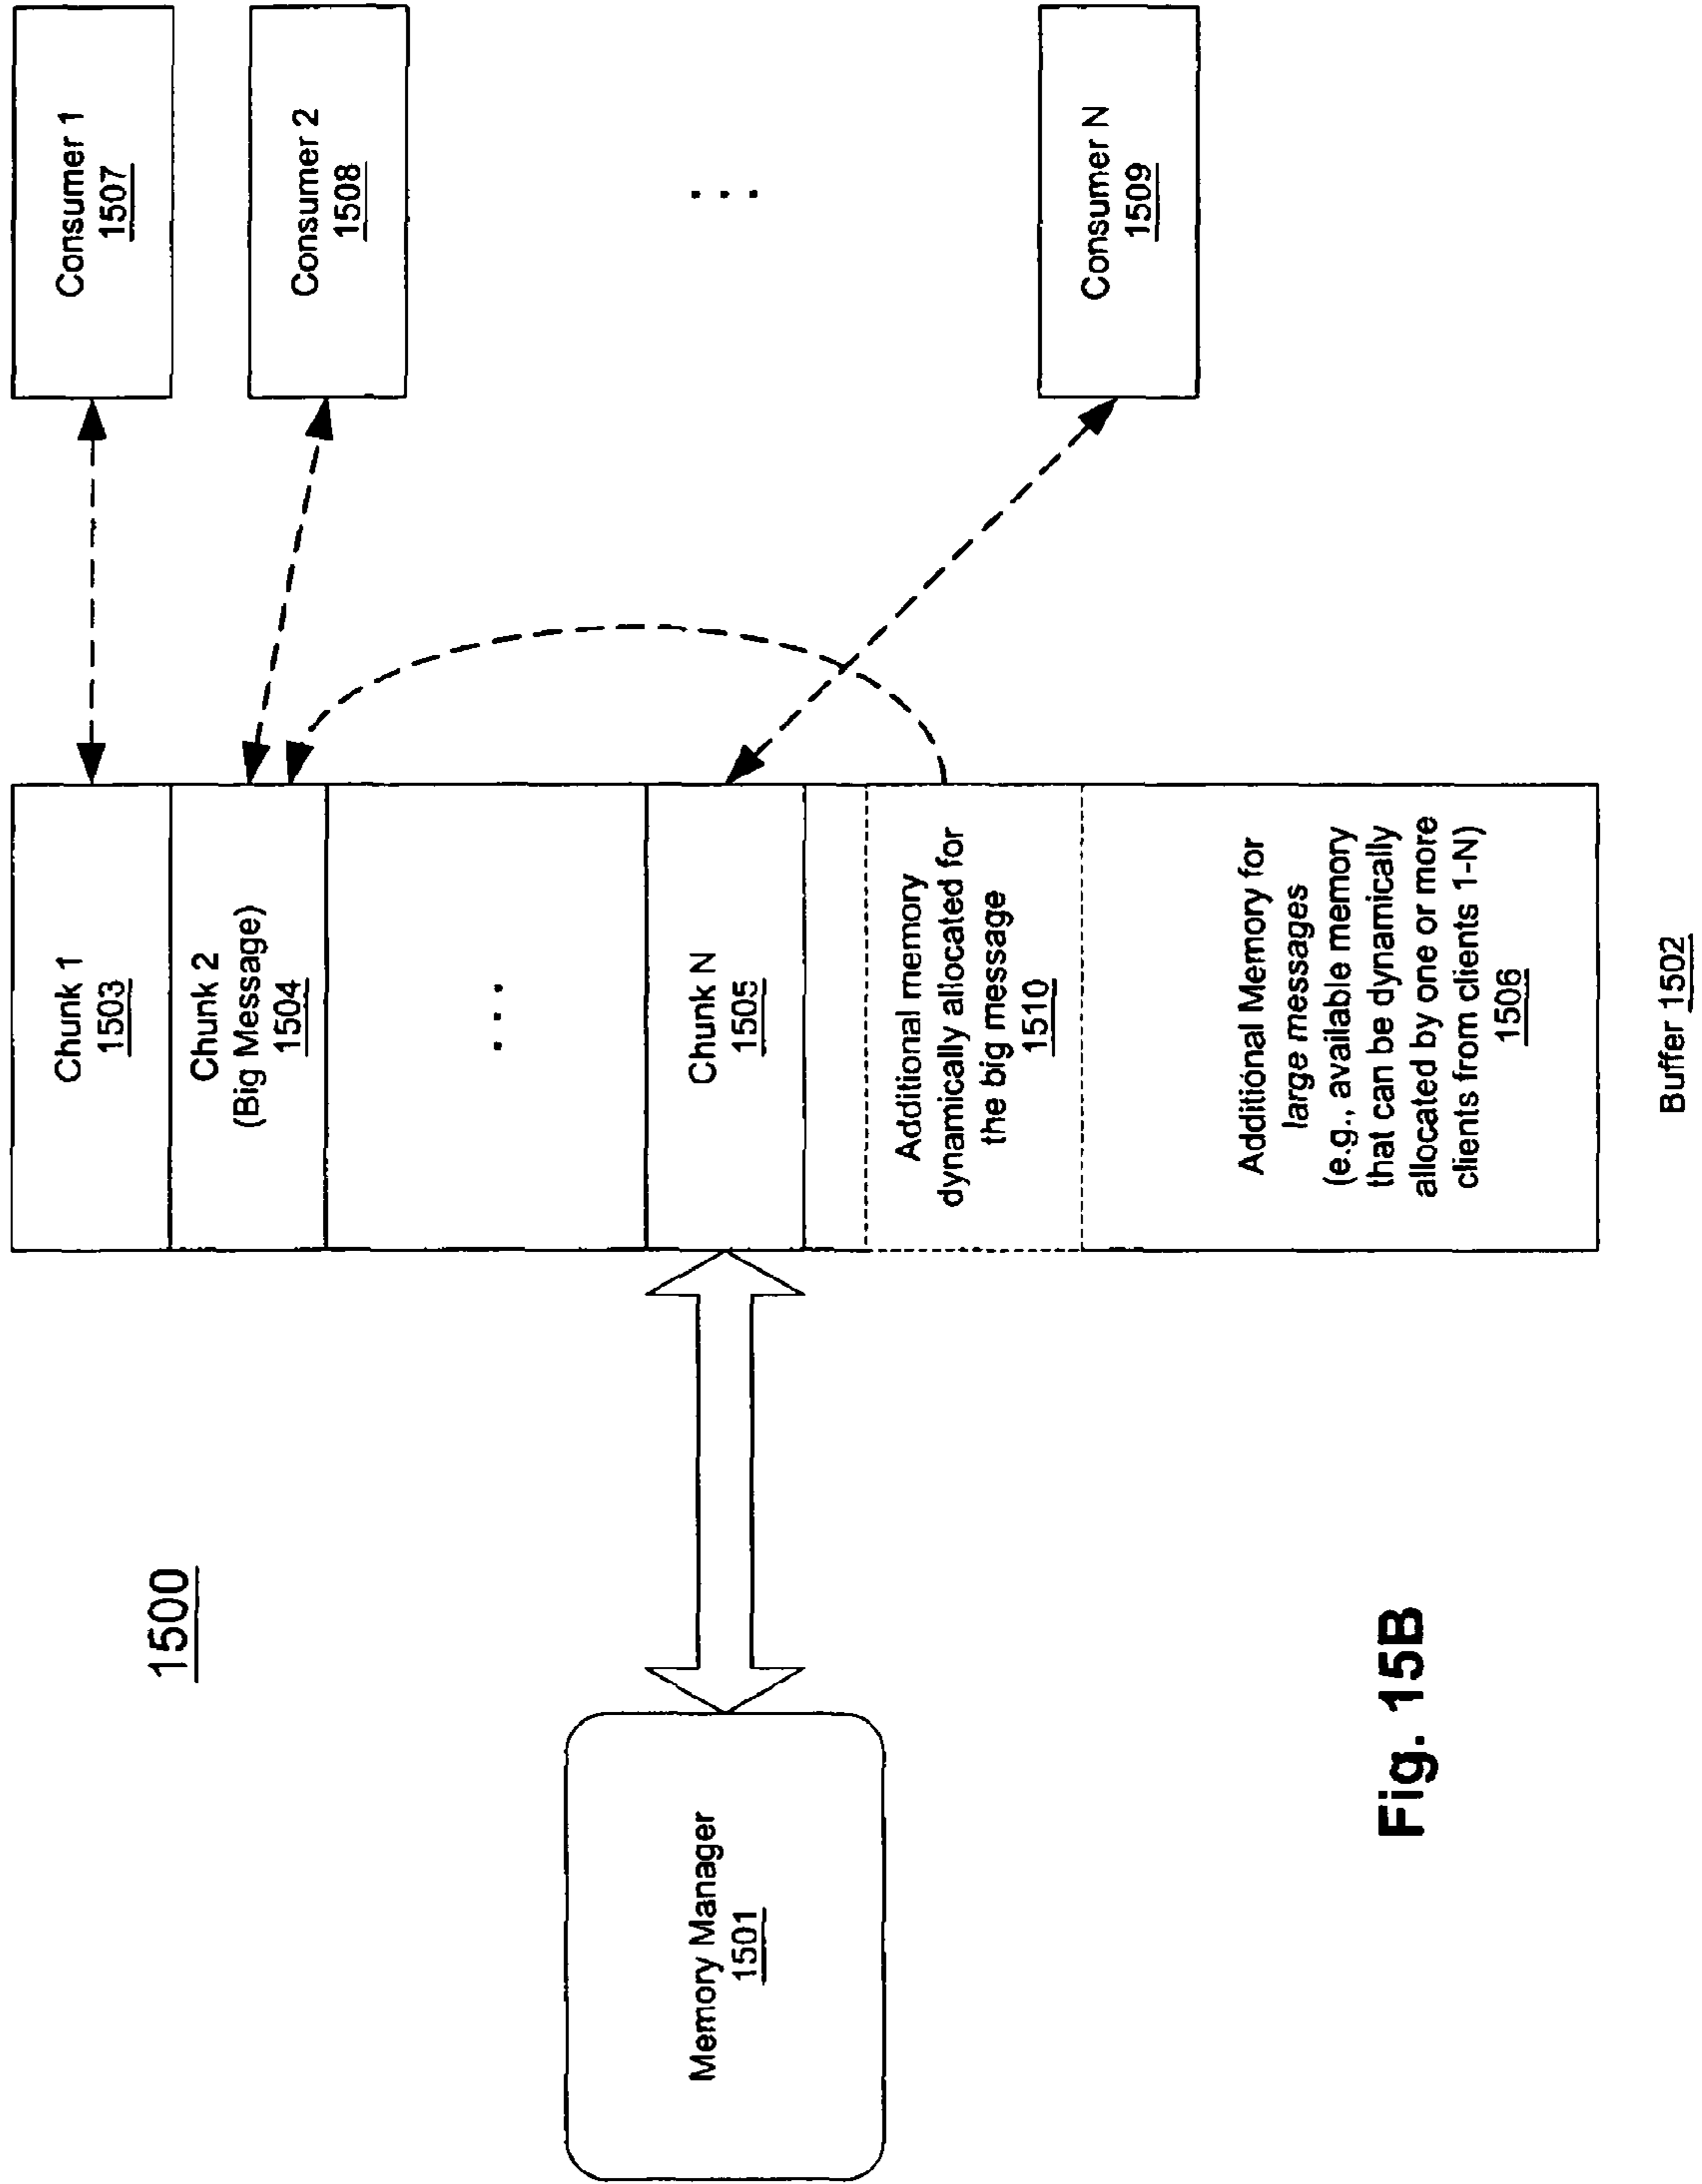 1500
Memory Manager
1501
Chunk 1
1503
Chunk 2
(Big Message)
1504
...
Chunk N
1505
Additional memory
dynamically allocated for
the big message
1510
Additional Memory for
large messages
(e.g., available memory
that can be dynamically
allocated by one or more
clients from clients 1-N)
1506
Buffer 1502
Consumer 1
1507
Consumer 2
1508
...
Consumer N
1509
Fig. 15B